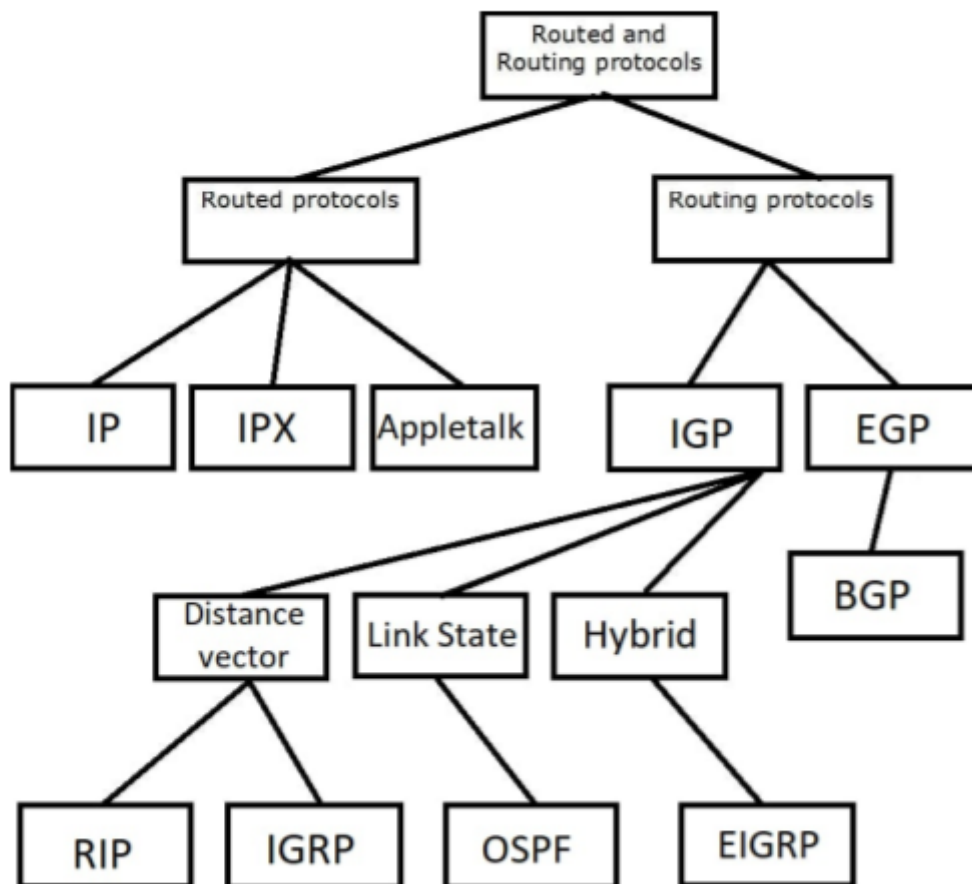 Routed and
Routing protocols
Routed protocols
Routing protocols
IP
IPX
Appletalk
IGP
EGP
BGP
Distance
vector
Link State
Hybrid
RIP
IGRP
OSPF
EIGRP